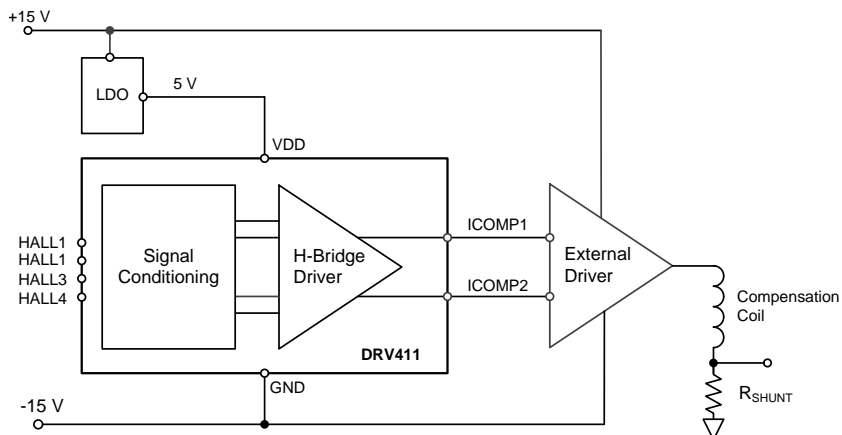 +15 V
LDO
5 V
VDD
HALL1
HALL1
HALL3
HALL4
Signal
Conditioning
H-Bridge
Driver
ICOMP1
ICOMP2
External
Driver
Compensation
Coil
DRV411
GND
RSHUNT
-15 V